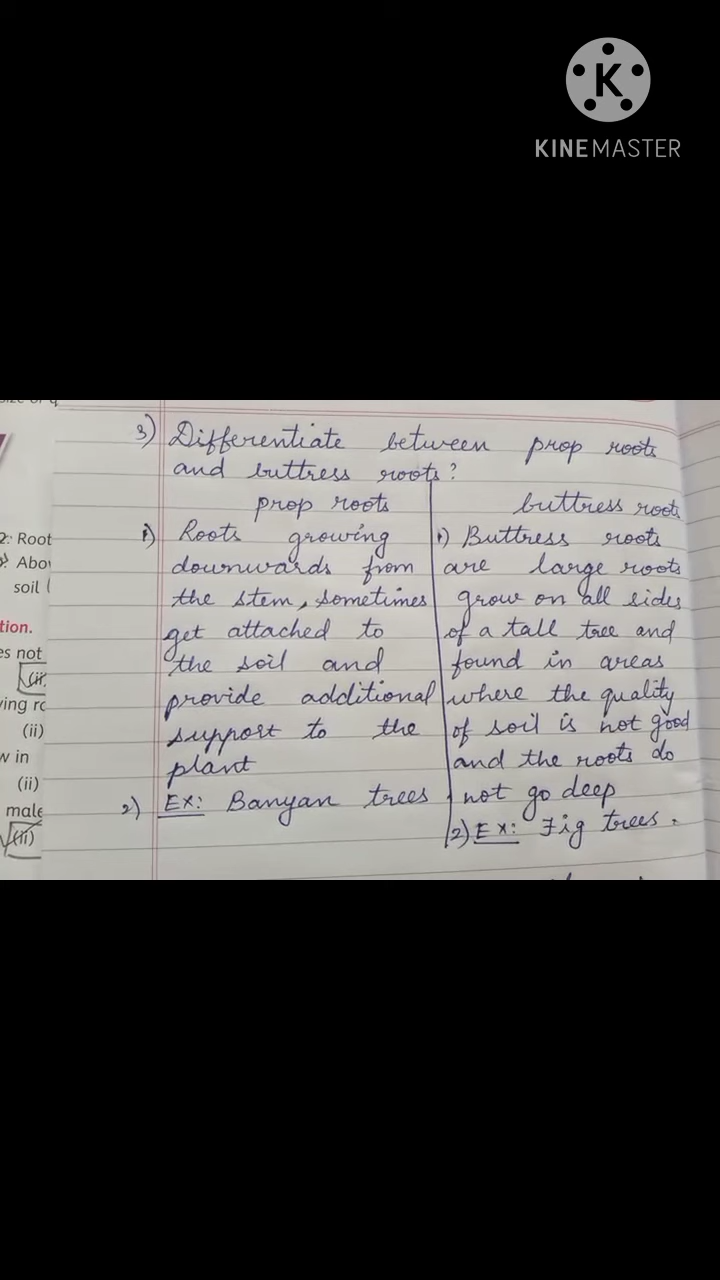 K
KINEMASTER
3) Differentiate between prop roots
and buttress roots?
prop roots
1) Roots growing
downwards from
the stem, sometimes
get attached to
the soil and
provide additional
support to the
plant
2) Ex: Banyan trees
buttress roots
1) Buttress roots
are large roots
grow on all sides
of a tall tree and
found in areas
where the quality
of soil is not good
and the roots do
not go deep
2) Ex: Fig trees.
2: Root
soil
tion.
es not
(ii)
w in
(ii)
(ii)